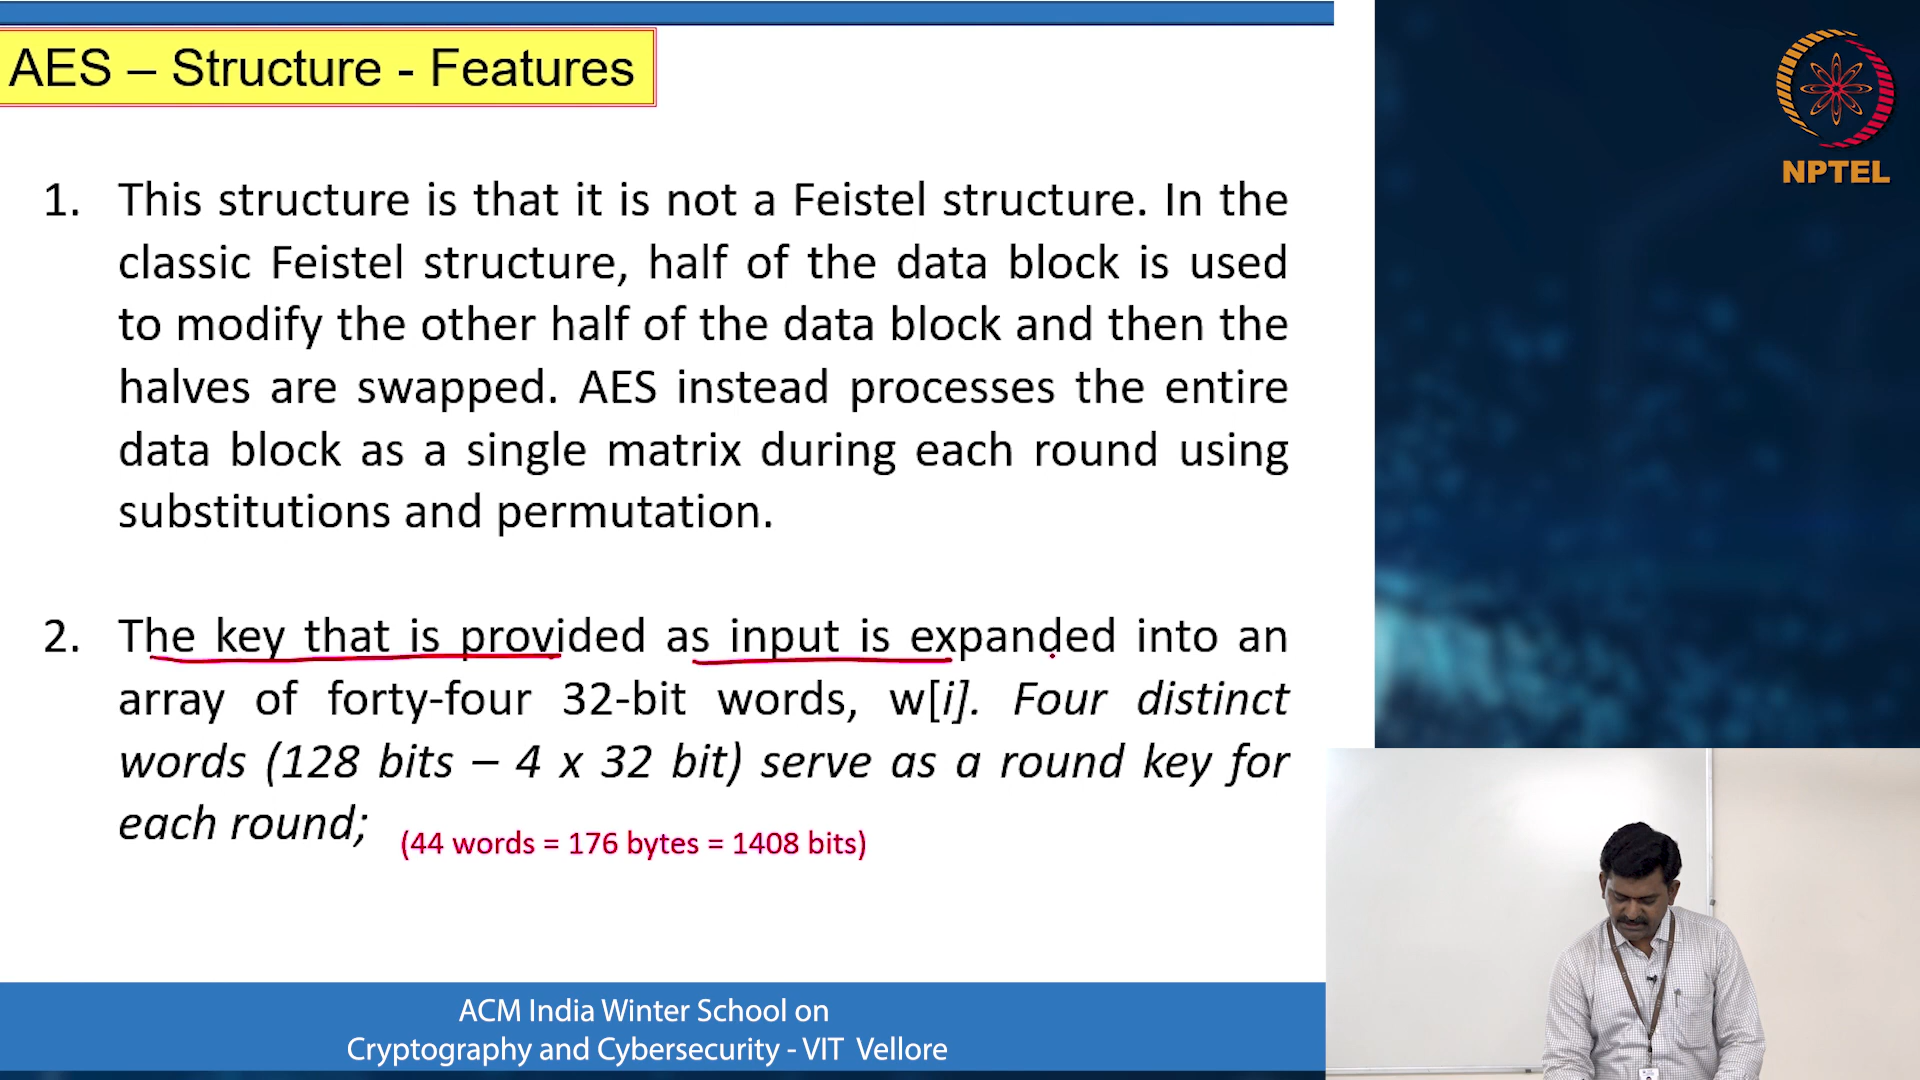 AES – Structure - Features
NPTEL
1. This structure is that it is not a Feistel structure. In the
classic Feistel structure, half of the data block is used
to modify the other half of the data block and then the
halves are swapped. AES instead processes the entire
data block as a single matrix during each round using
substitutions and permutation.
2. The key that is provided as input is expanded into an
array of forty-four 32-bit words, w[i]. Four distinct
words (128 bits – 4 x 32 bit) serve as a round key for
each round;
(44 words = 176 bytes = 1408 bits)
ACM India Winter School on
Cryptography and Cybersecurity - VIT Vellore